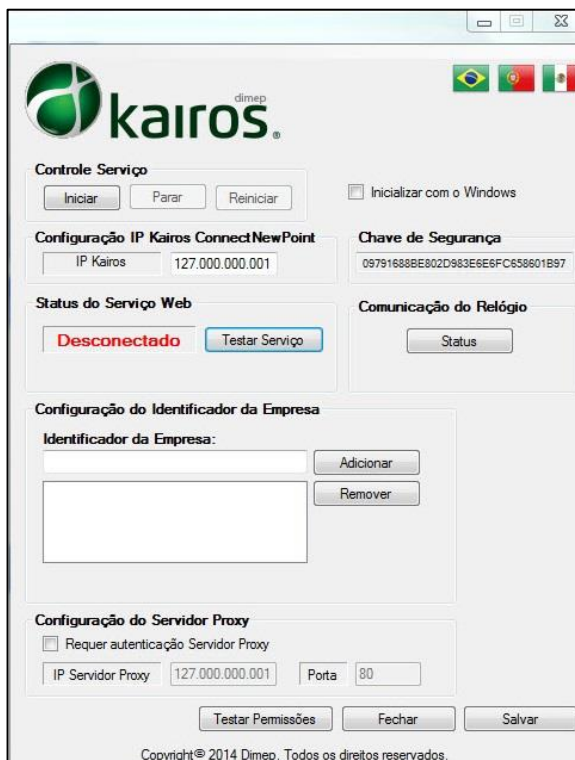 dimep
kairos®
Controle Serviço
Iniciar Parar Reiniciar
Inicializar com o Windows
Configuração IP Kairos ConnectNewPoint
IP Kairos 127.000.000.001
Chave de Segurança
09791688BE802D983E6E6FC658601B97
Status do Serviço Web
Desconectado Testar Serviço
Comunicação do Relógio
Status
Configuração do Identificador da Empresa
Identificador da Empresa:
Adicionar
Remover
Configuração do Servidor Proxy
Requer autenticação Servidor Proxy
IP Servidor Proxy 127.000.000.001 Porta 80
Testar Permissões Fechar Salvar
Copyright® 2014 Dimep. Todos os direitos reservados.